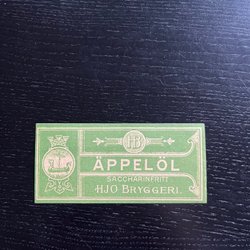 HB
ÄPPELÖL
SACCHARINFRITT
HJO BRYGGERI.